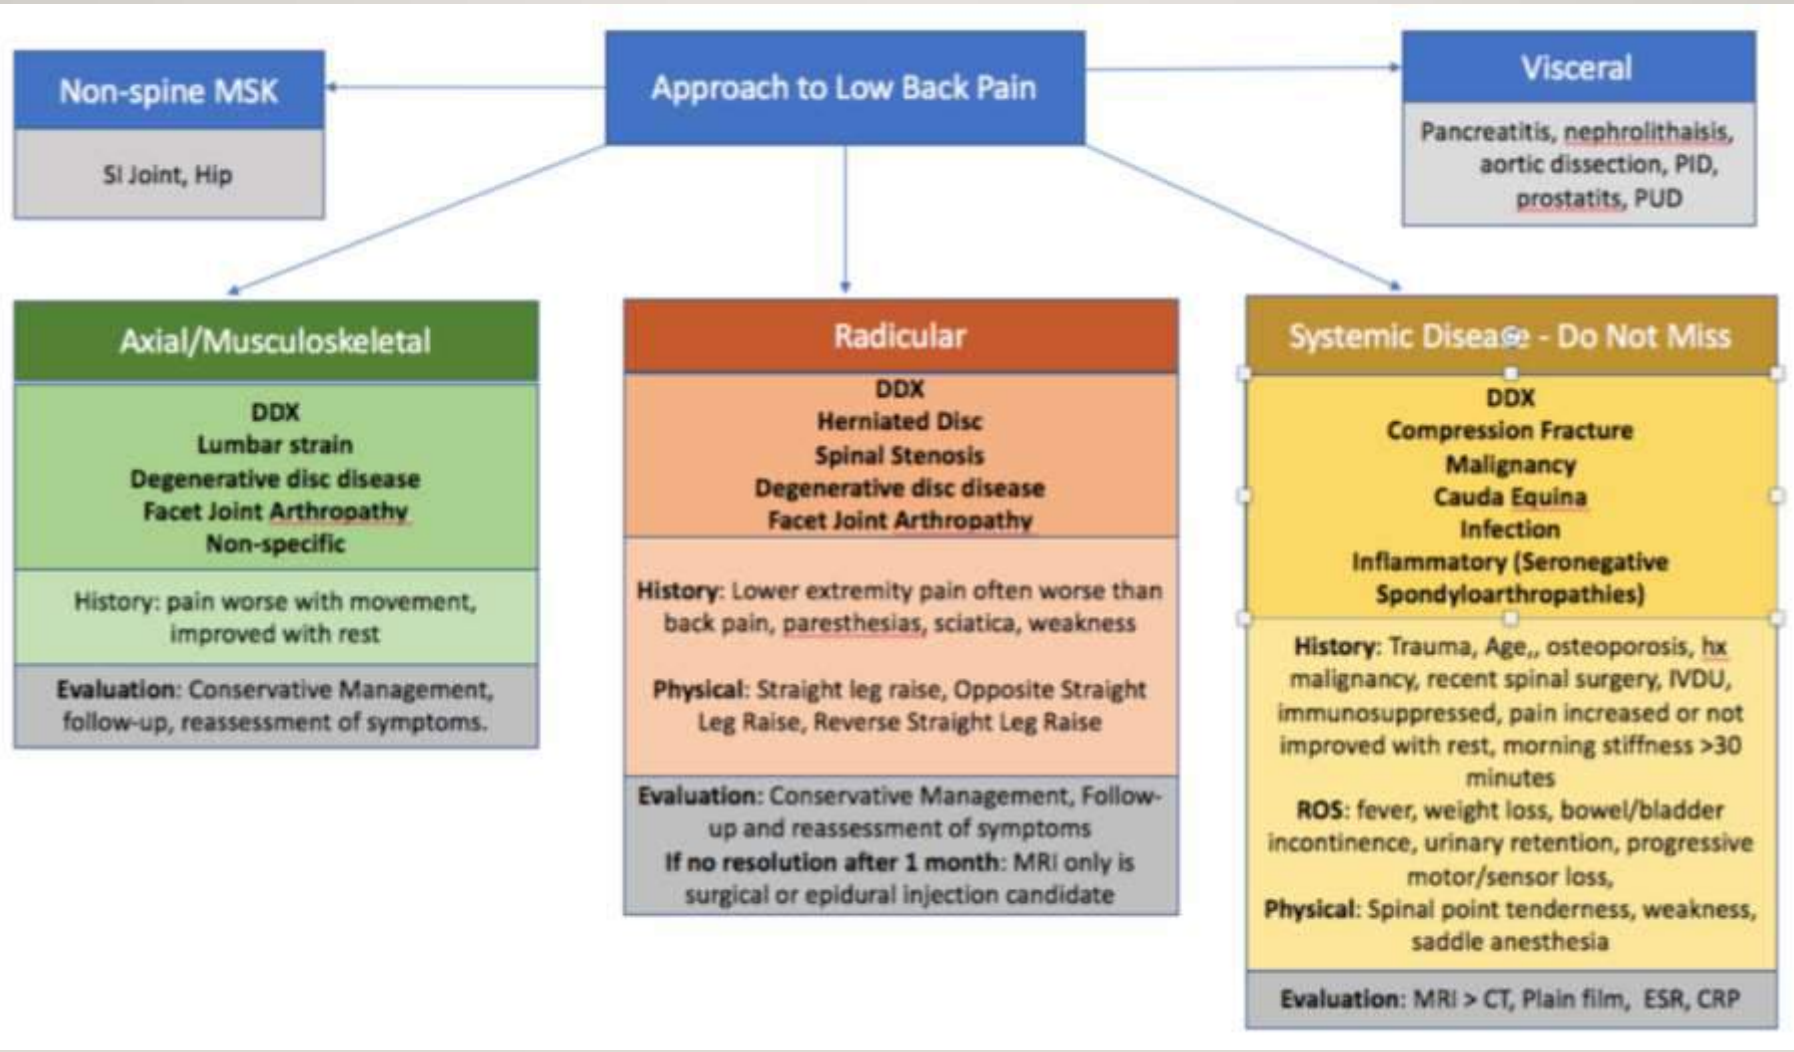 Approach to Low Back Pain
Non-spine MSK
SI Joint, Hip
Visceral
Pancreatitis, nephrolithaisis,
aortic dissection, PID,
prostatits, PUD
Axial/Musculoskeletal
DDX
Lumbar strain
Degenerative disc disease
Facet Joint Arthropathy
Non-specific
History: pain worse with movement,
improved with rest
Evaluation: Conservative Management,
follow-up, reassessment of symptoms.
Radicular
DDX
Herniated Disc
Spinal Stenosis
Degenerative disc disease
Facet Joint Arthropathy
History: Lower extremity pain often worse than
back pain, paresthesias, sciatica, weakness
Physical: Straight leg raise, Opposite Straight
Leg Raise, Reverse Straight Leg Raise
Evaluation: Conservative Management, Follow-
up and reassessment of symptoms
If no resolution after 1 month: MRI only is
surgical or epidural injection candidate
Systemic Disease - Do Not Miss
DDX
Compression Fracture
Malignancy
Cauda Equina
Infection
Inflammatory (Seronegative
Spondyloarthropathies)
History: Trauma, Age,, osteoporosis, hx
malignancy, recent spinal surgery, IVDU,
immunosuppressed, pain increased or not
improved with rest, morning stiffness >30
minutes
ROS: fever, weight loss, bowel/bladder
incontinence, urinary retention, progressive
motor/sensor loss,
Physical: Spinal point tenderness, weakness,
saddle anesthesia
Evaluation: MRI > CT, Plain film, ESR, CRP